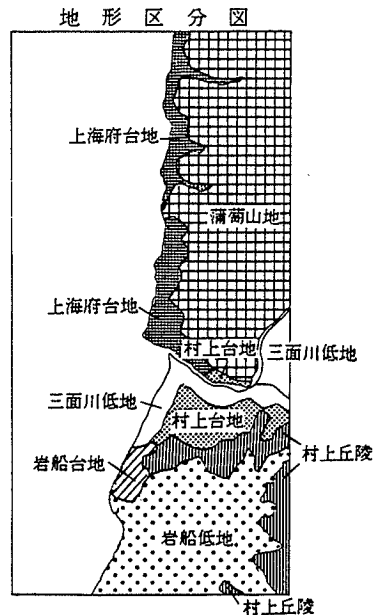 地形区分図
上海府台地
蒲萄山地
上海府台地
村上台地
三面川低地
三面川低地
村上台地
村上丘陵
岩船台地
岩船低地
村上丘陵